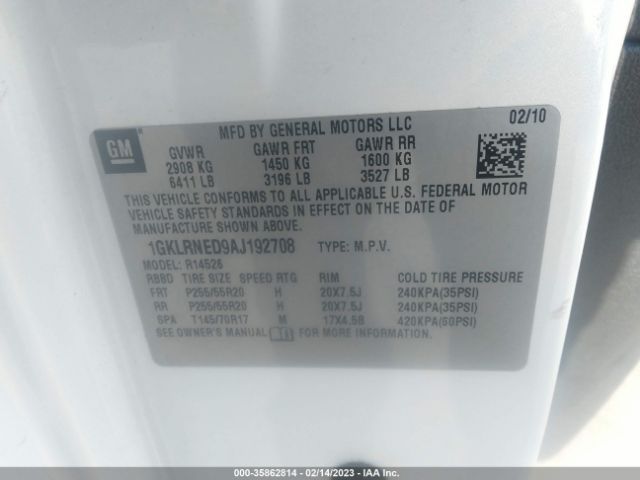 GM
MFD BY GENERAL MOTORS LLC 02/10
GVWR GAWR FRT GAWR RR
2908 KG 1450 KG 1600 KG
6411 LB 3196 LB 3527 LB
THIS VEHICLE CONFORMS TO ALL APPLICABLE U.S. FEDERAL MOTOR
VEHICLE SAFETY STANDARDS IN EFFECT ON THE DATE OF
MANUFACTURE SHOWN ABOVE.
1GKLRNED9AJ192708 TYPE: M.P.V.
MODEL: R14526
RBBD TIRE SIZE SPEED RTG RIM COLD TIRE PRESSURE
FRT P255/55R20 H 20X7.5J 240KPA(35PSI)
RR P255/55R20 H 20X7.5J 240KPA(35PSI)
SPA T145/70R17 M 17X4.5B 420KPA(60PSI)
SEE OWNER'S MANUAL FOR MORE INFORMATION.
000-35862814 - 02/14/2023 - IAA Inc.